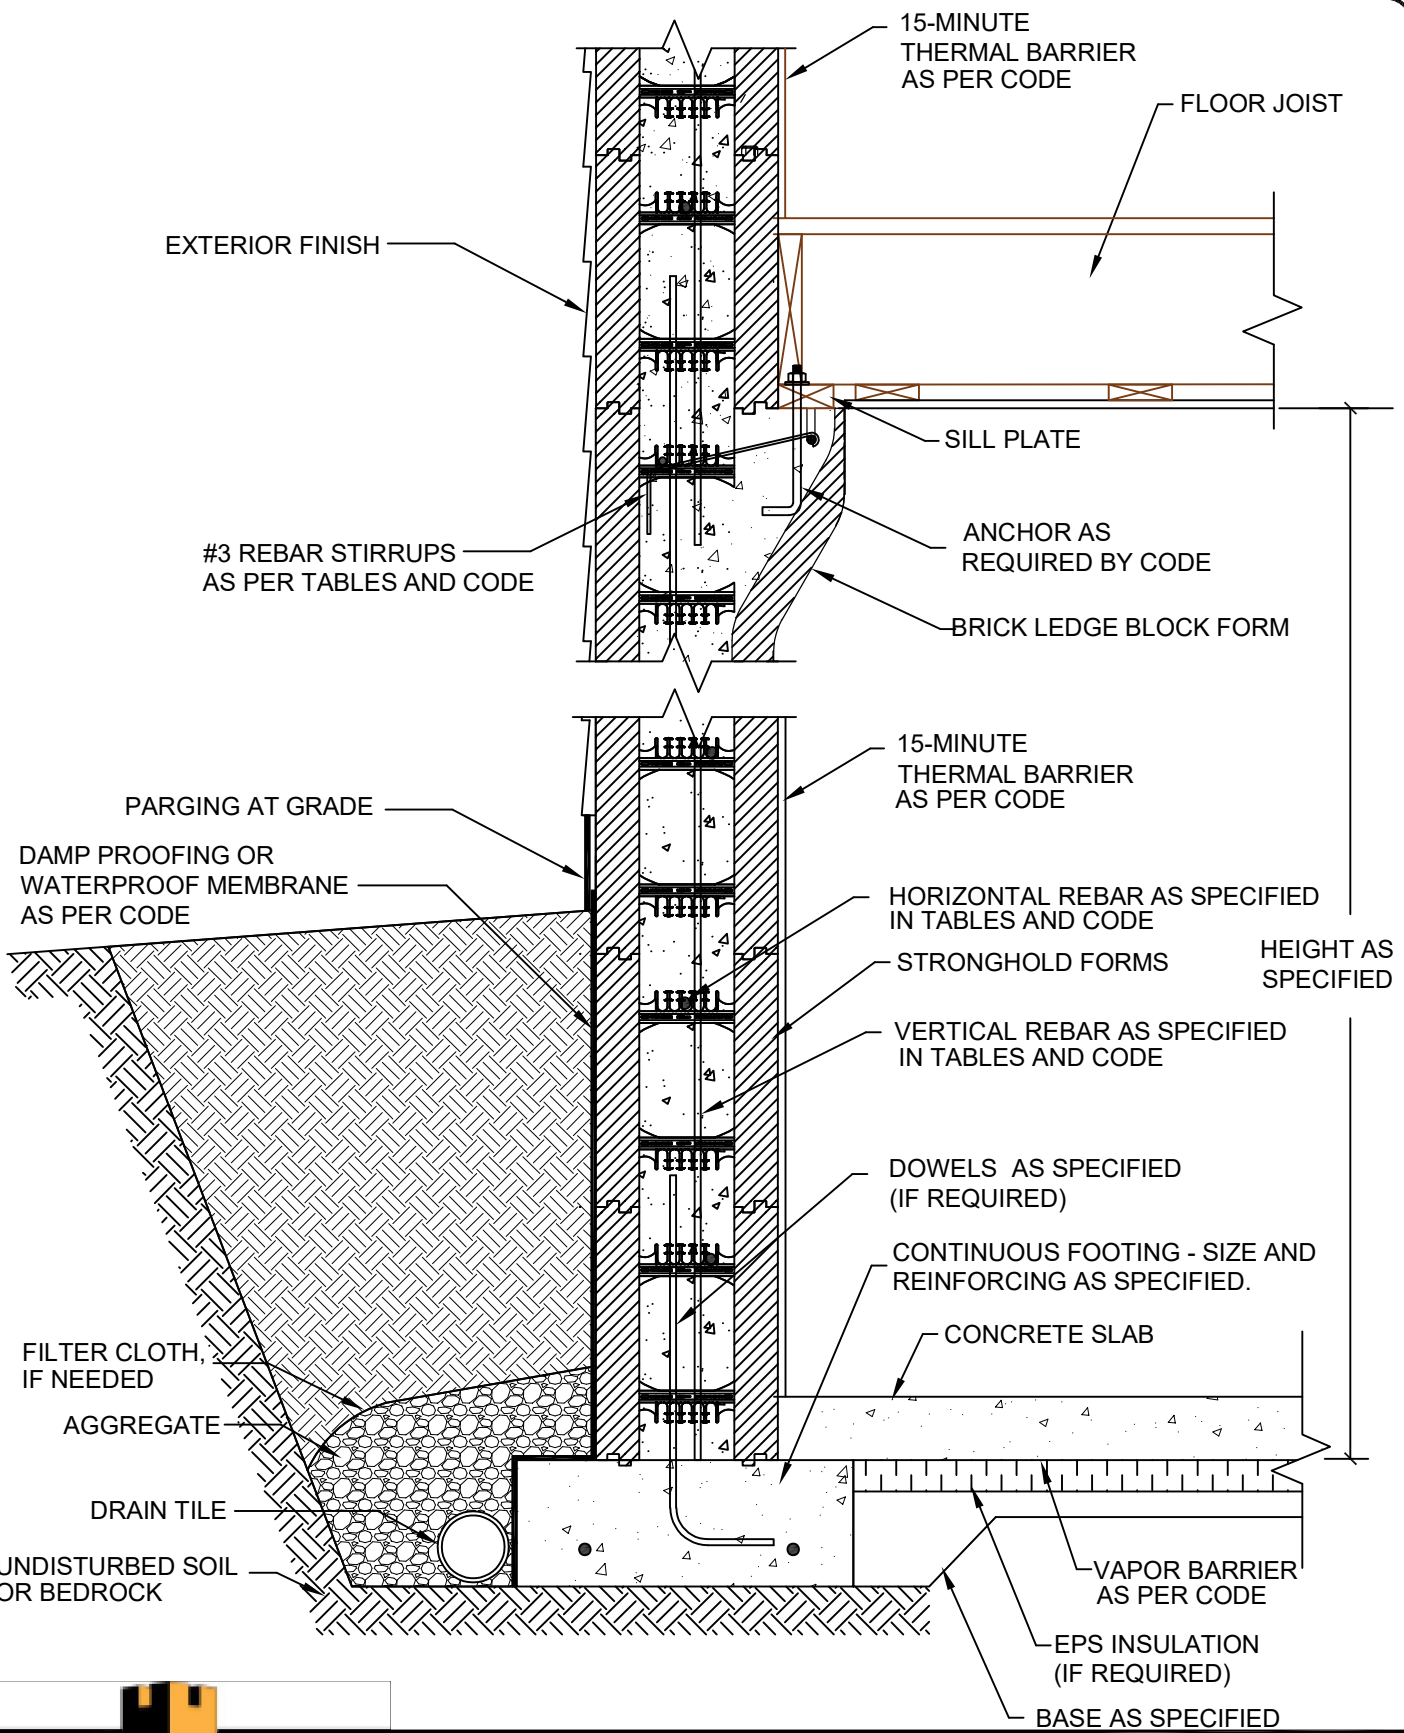 15-MINUTE
THERMAL BARRIER
AS PER CODE
FLOOR JOIST
EXTERIOR FINISH
SILL PLATE
#3 REBAR STIRRUPS
AS PER TABLES AND CODE
ANCHOR AS
REQUIRED BY CODE
BRICK LEDGE BLOCK FORM
15-MINUTE
THERMAL BARRIER
AS PER CODE
PARGING AT GRADE
DAMP PROOFING OR
WATERPROOF MEMBRANE
AS PER CODE
HORIZONTAL REBAR AS SPECIFIED
IN TABLES AND CODE
HEIGHT AS
SPECIFIED
STRONGHOLD FORMS
VERTICAL REBAR AS SPECIFIED
IN TABLES AND CODE
DOWELS AS SPECIFIED
(IF REQUIRED)
CONTINUOUS FOOTING - SIZE AND
REINFORCING AS SPECIFIED.
CONCRETE SLAB
FILTER CLOTH,
IF NEEDED
AGGREGATE
DRAIN TILE
UNDISTURBED SOIL
OR BEDROCK
VAPOR BARRIER
AS PER CODE
EPS INSULATION
(IF REQUIRED)
BASE AS SPECIFIED